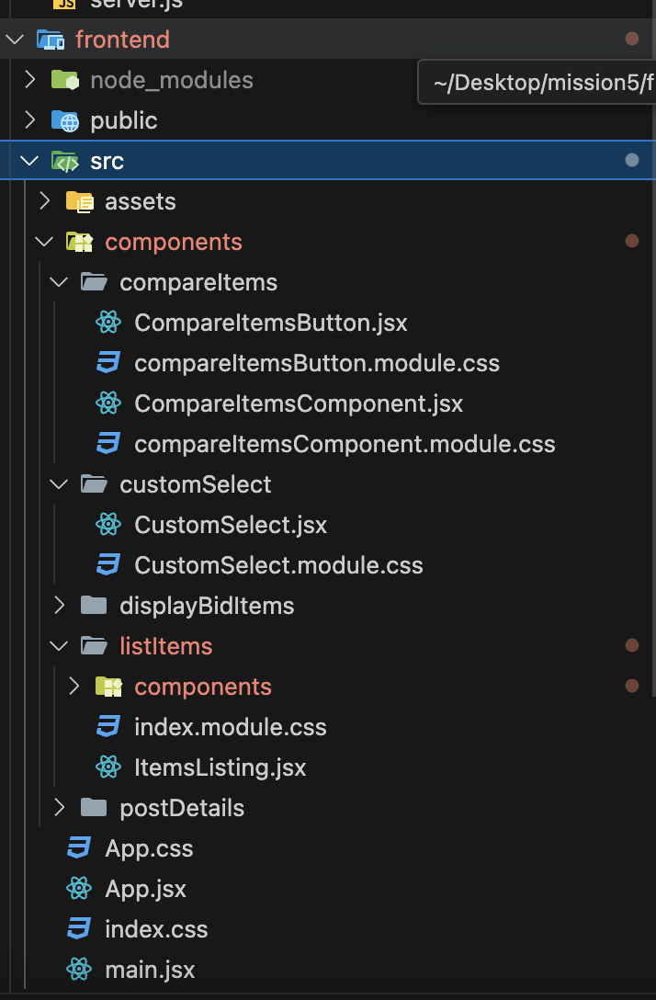 server.js
frontend
node_modules
~/Desktop/mission5/f
public
src
assets
components
compareItems
CompareItemsButton.jsx
compareItemsButton.module.css
CompareItemsComponent.jsx
compareItemsComponent.module.css
customSelect
CustomSelect.jsx
CustomSelect.module.css
displayBidItems
listItems
components
index.module.css
ItemsListing.jsx
postDetails
App.css
App.jsx
index.css
main.jsx